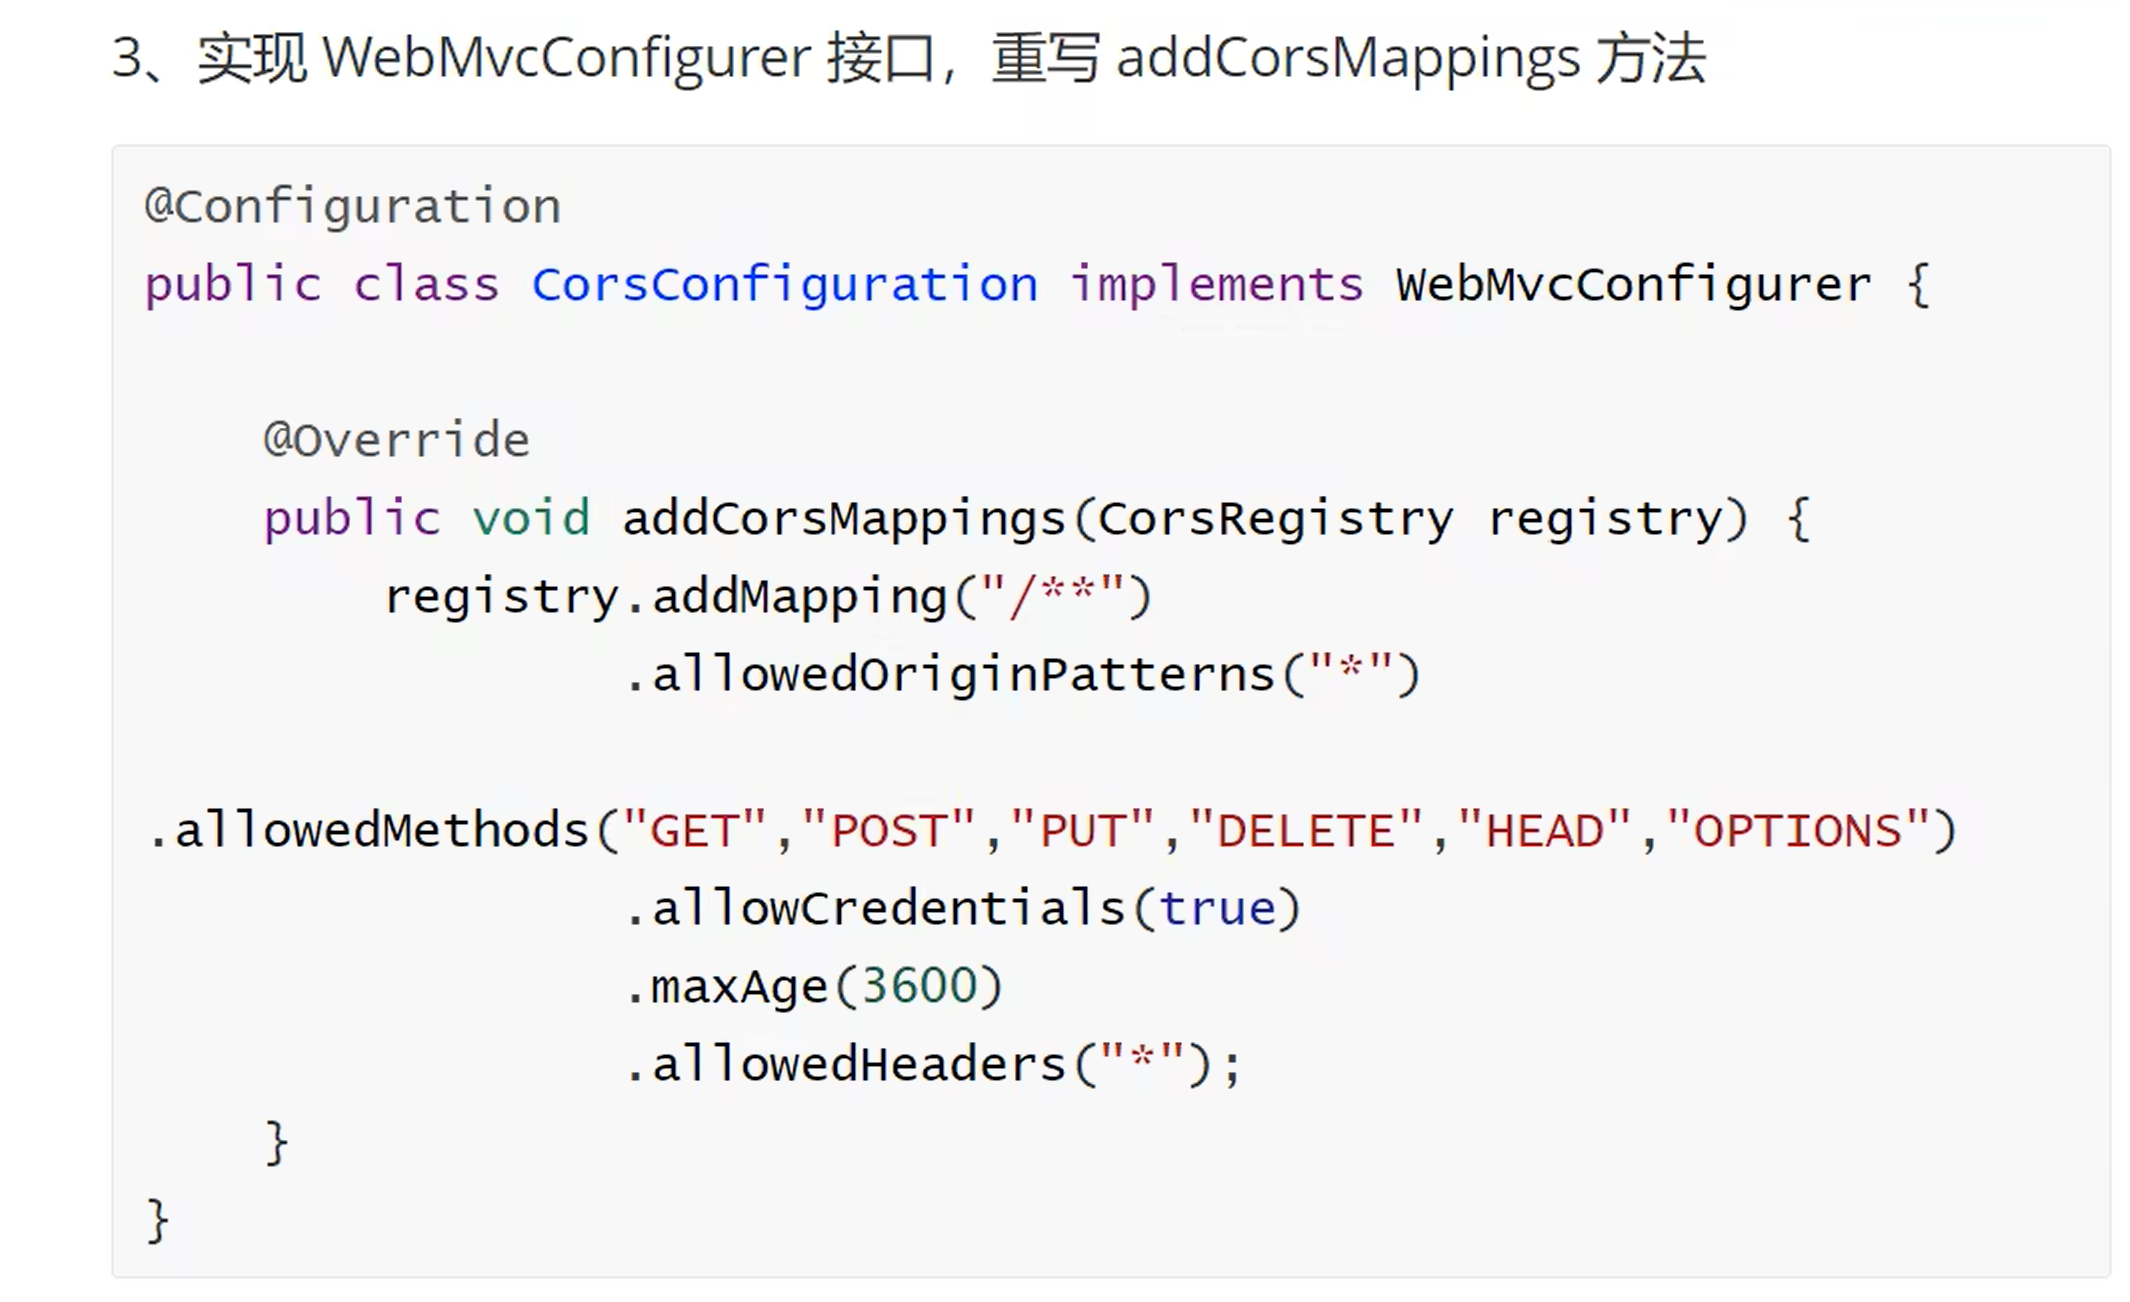 3、实现 WebMvcConfigurer 接口，重写 addCorsMappings 方法
@Configuration
public class CorsConfiguration implements WebMvcConfigurer {
@Override
public void addCorsMappings(CorsRegistry registry) {
registry.addMapping("/**")
.allowedOriginPatterns("*")
.allowedMethods("GET","POST","PUT","DELETE","HEAD","OPTIONS")
.allowCredentials(true)
.maxAge(3600)
.allowedHeaders("*");
}
}